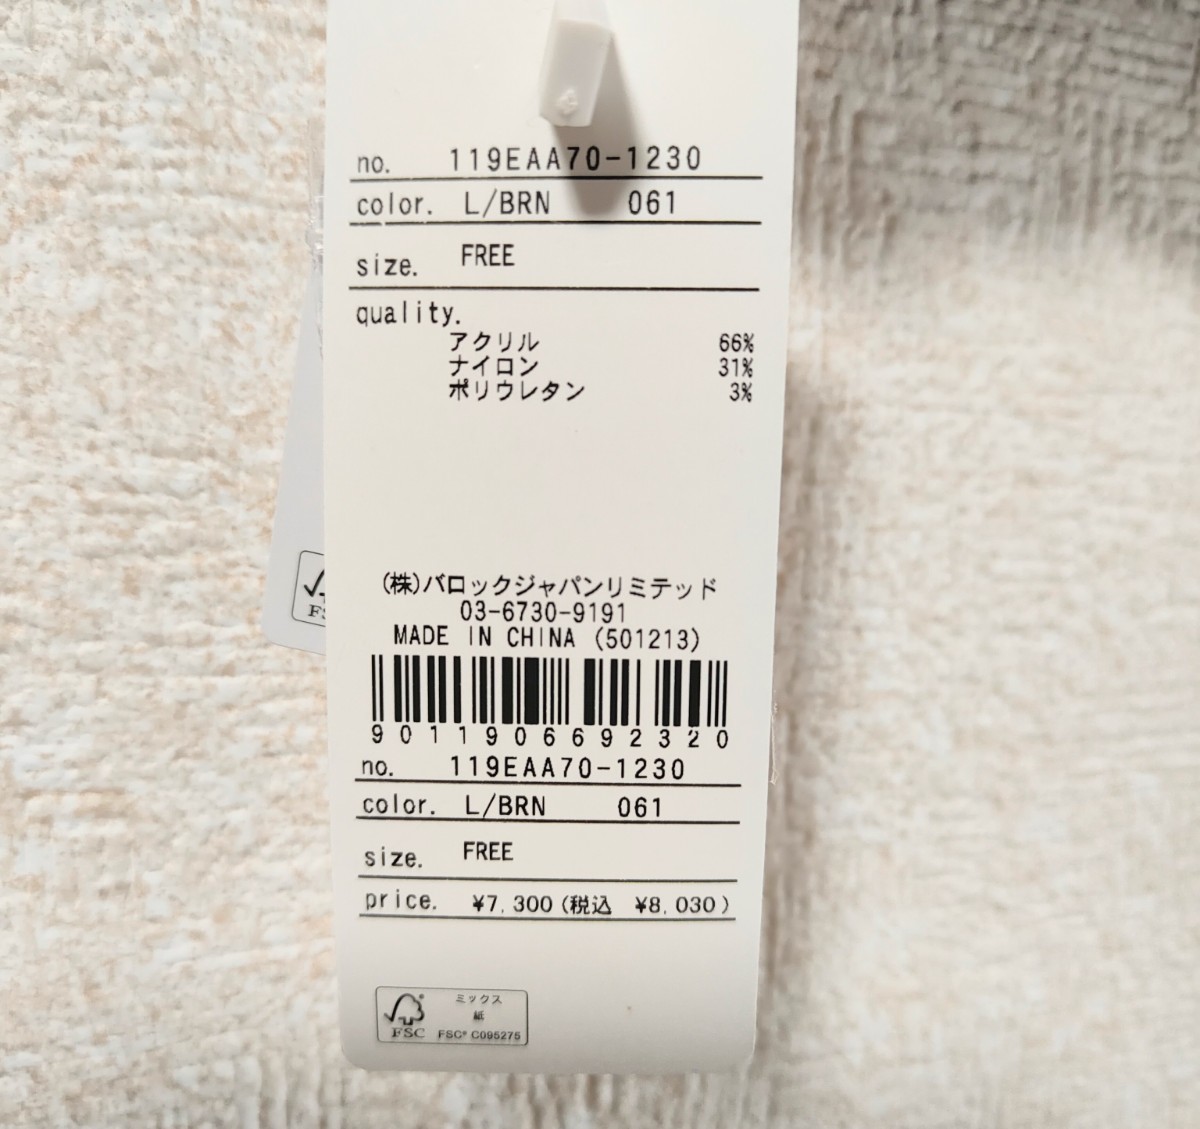 no. 119EAA70-1230
color. L/BRN 061
size. FREE
quality.
アクリル 66%
ナイロン 31%
ポリウレタン 3%
(株)バロックジャパンリミテッド
03-6730-9191
MADE IN CHINA (501213)
9011906692320
no. 119EAA70-1230
color. L/BRN 061
size. FREE
price. ¥7,300(税込 ¥8,030)
ミックス
紙
FSC FSC® C095275